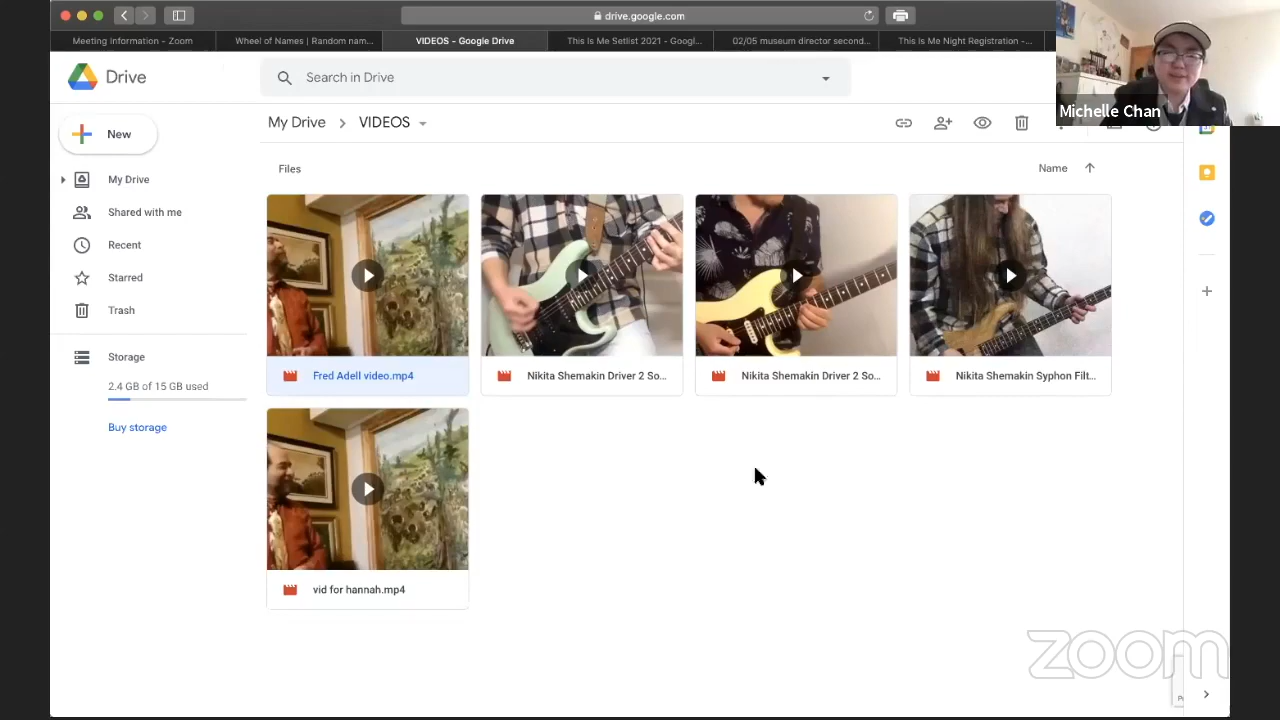 drive.google.com
Meeting Information - Zoom
Wheel of Names | Random nam...
VIDEOS - Google Drive
This Is Me Setlist 2021 - Googl...
02/05 museum director second...
This Is Me Night Registration -...
Drive
Search in Drive
Michelle Chan
New
My Drive
VIDEOS
Files
Name
My Drive
Shared with me
Recent
Starred
Trash
Storage
2.4 GB of 15 GB used
Buy storage
Fred Adell video.mp4
Nikita Shemakin Driver 2 So...
Nikita Shemakin Driver 2 So...
Nikita Shemakin Syphon Filt...
vid for hannah.mp4
zoom